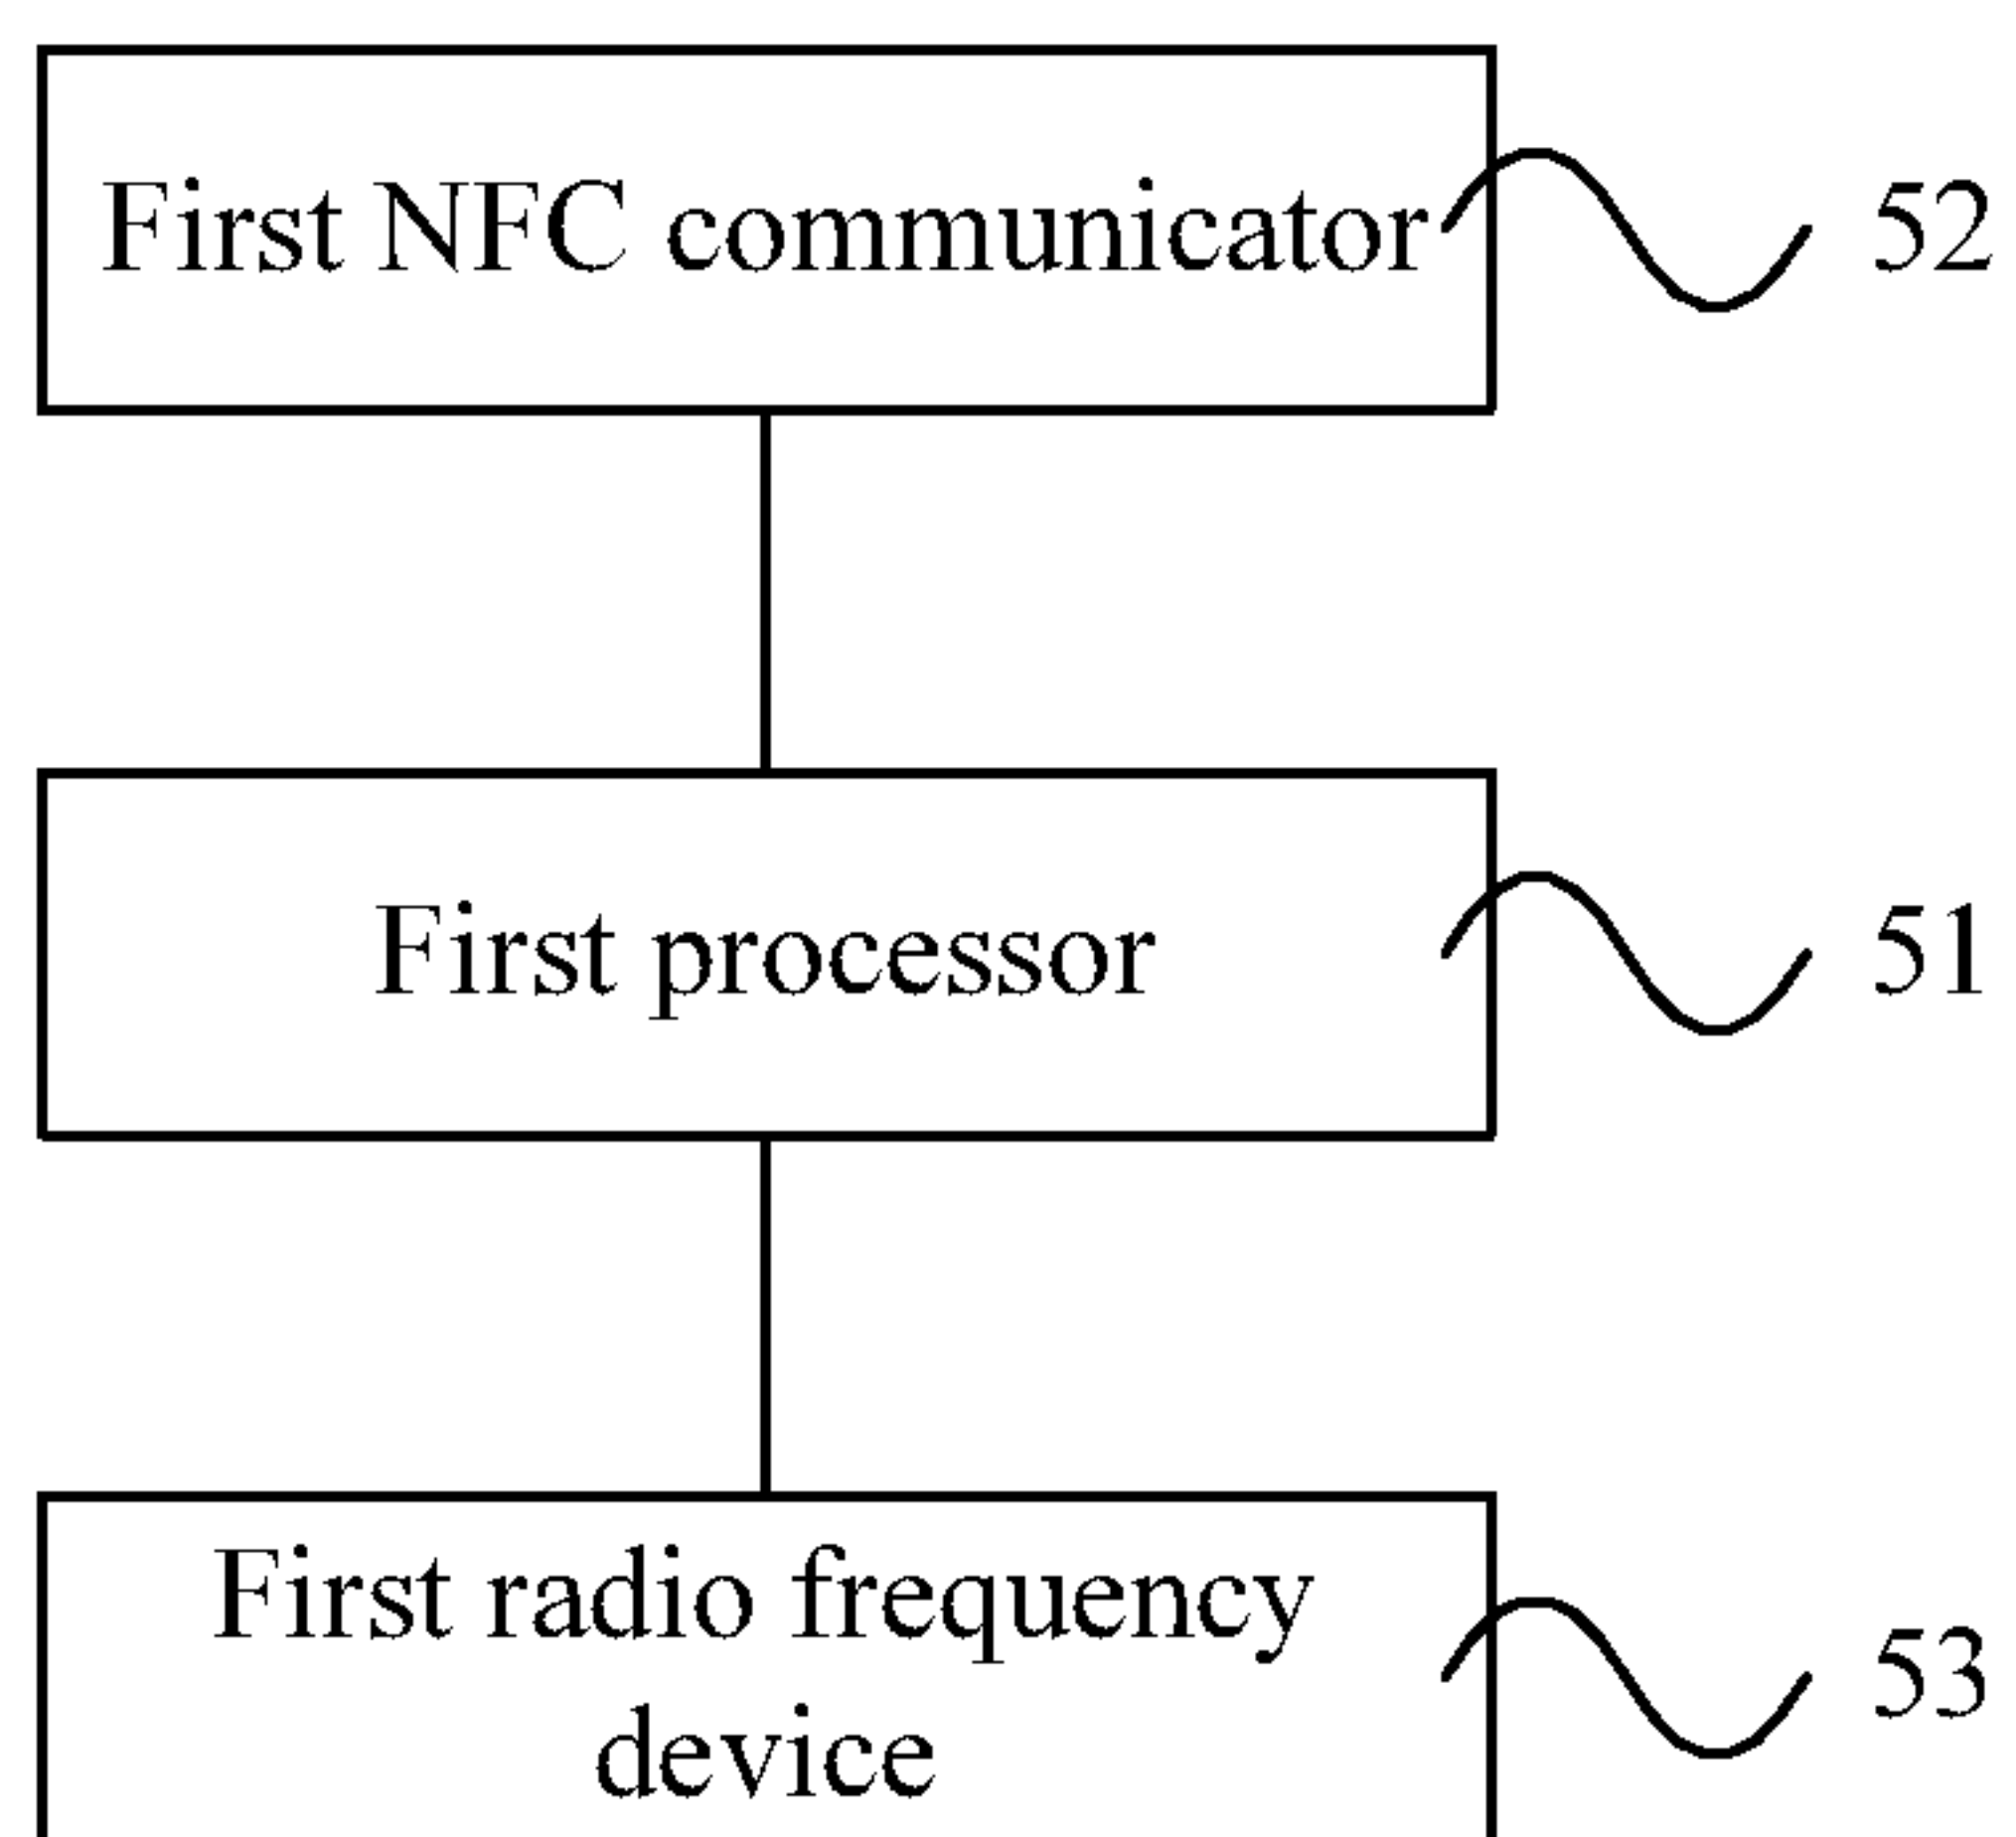 First NFC communicator
52
First processor
51
First radio frequency
device
53